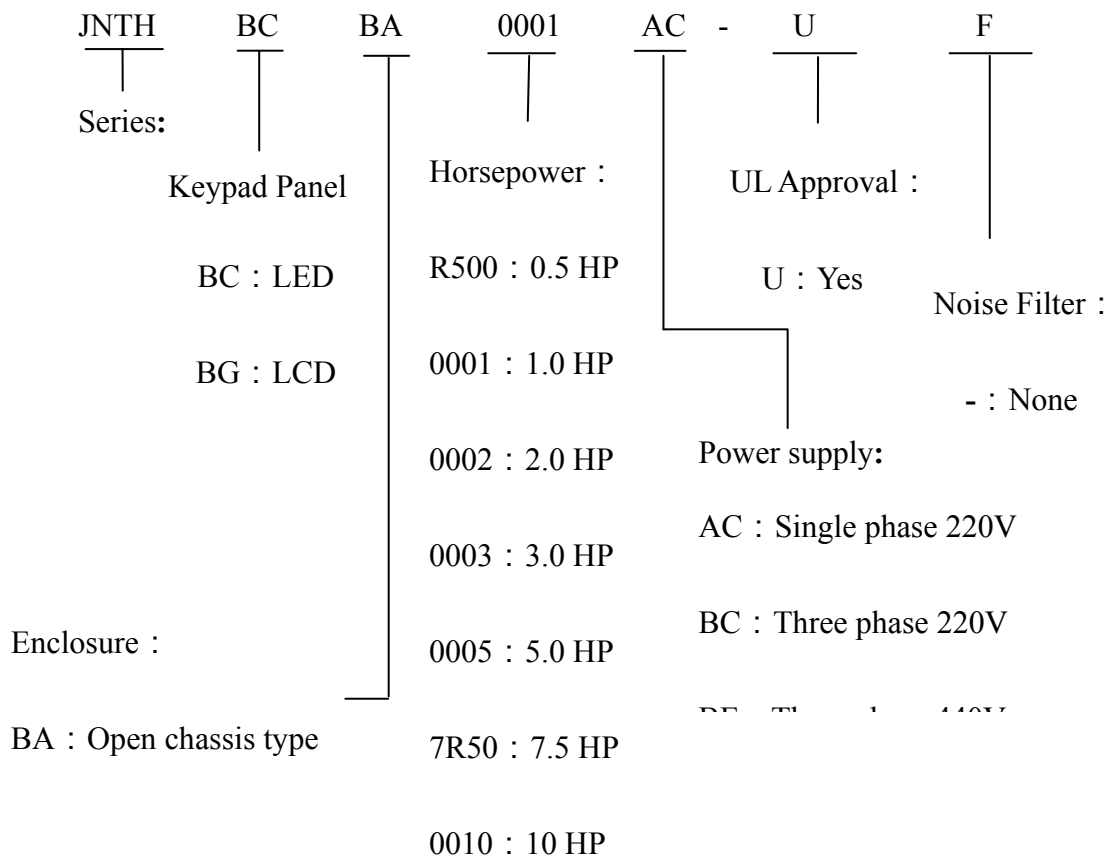 JNTH BC BA 0001 AC - U F
Series:
Keypad Panel
BC：LED
BG：LCD
Horsepower：
R500：0.5 HP
0001：1.0 HP
0002：2.0 HP
0003：3.0 HP
0005：5.0 HP
7R50：7.5 HP
0010：10 HP
UL Approval：
U：Yes
Noise Filter：
-：None
Power supply:
AC：Single phase 220V
BC：Three phase 220V
Enclosure：
BA：Open chassis type